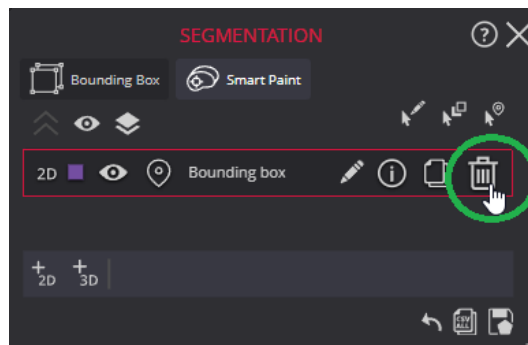 SEGMENTATION
Bounding Box Smart Paint
2D Bounding box
2D 3D
CSV ALL